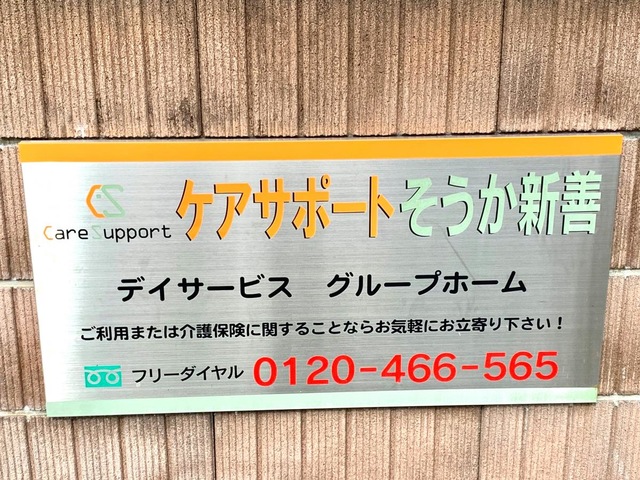 CS
Care Support
ケアサポートそうか新善
デイサービス　グループホーム
ご利用または介護保険に関することならお気軽にお立寄り下さい！
フリーダイヤル 0120-466-565